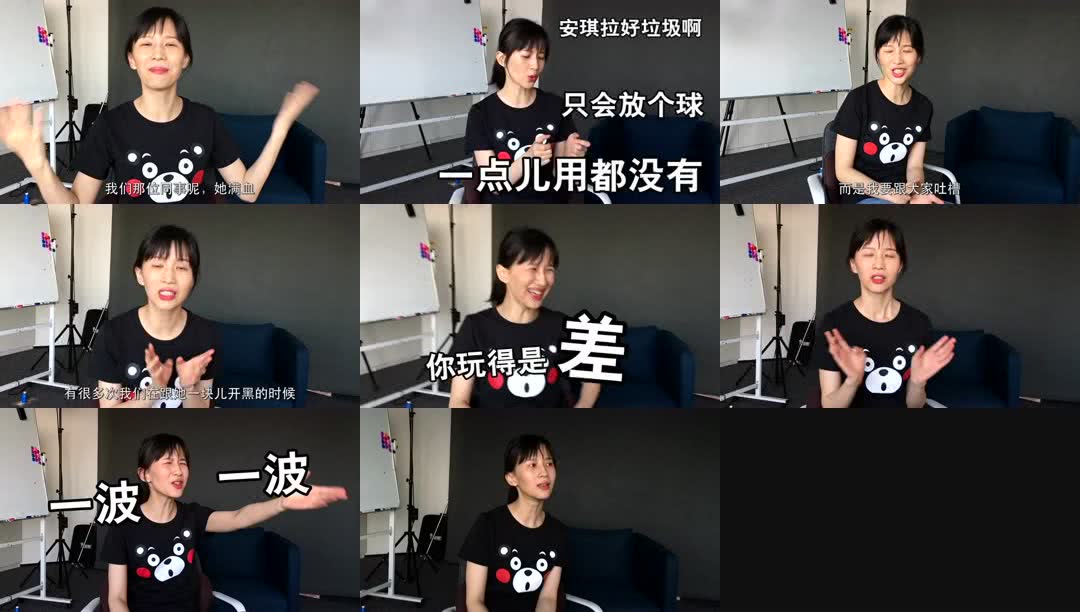 我们那位同事呢，她满血
安琪拉好垃圾啊
只会放个球
一点儿用都没有
而是我要跟大家吐槽
有很多次我们在跟她一块儿开黑的时候
你玩得是
差
一波
一波